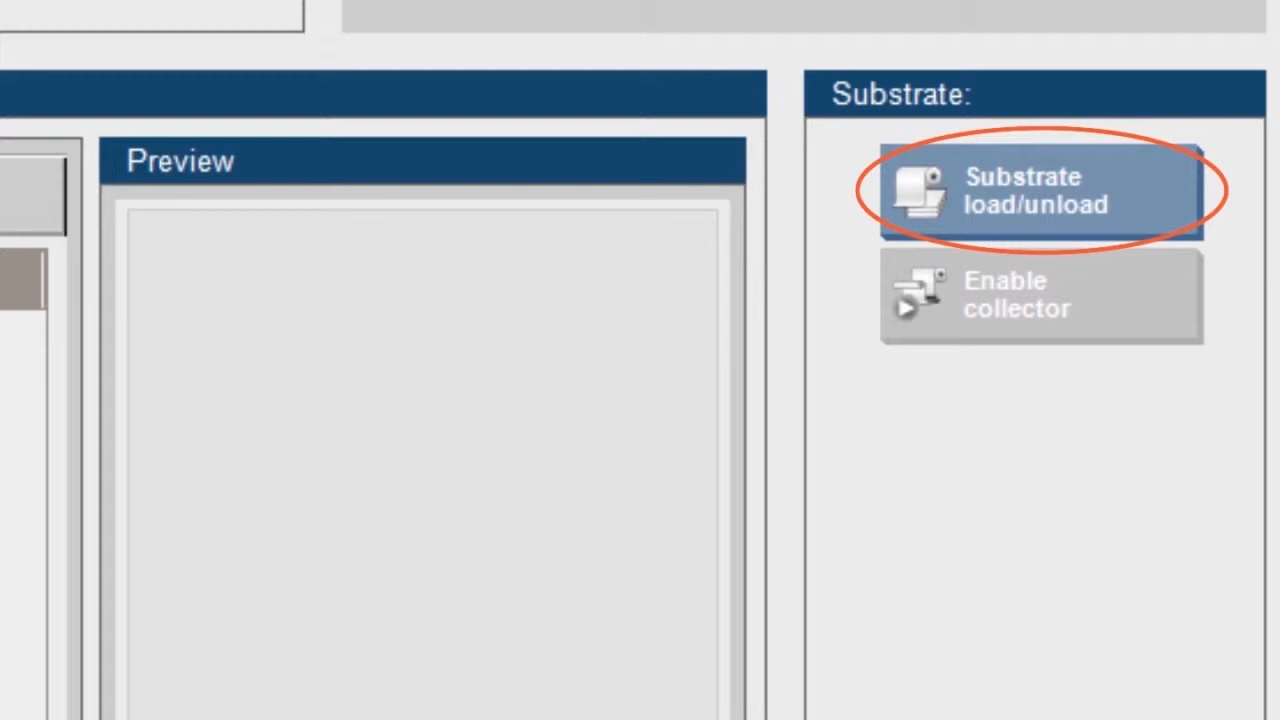 Substrate:
Preview
Substrate
load/unload
Enable
collector